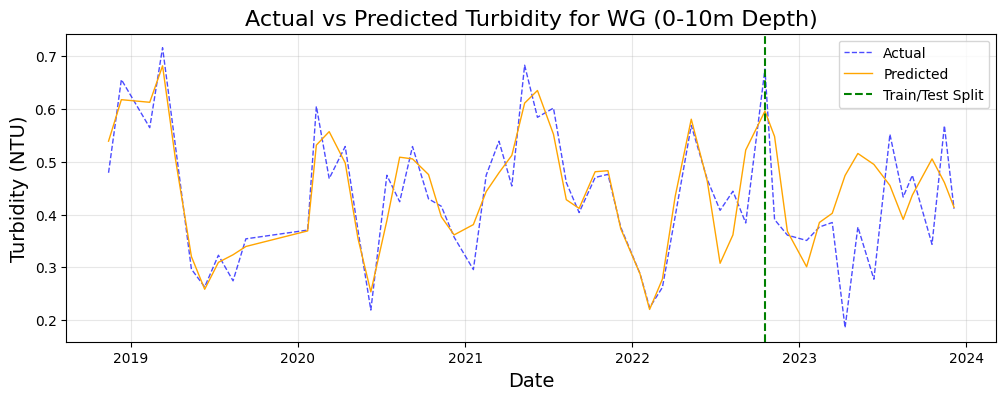 Actual vs Predicted Turbidity for WG (0-10m Depth)
Turbidity (NTU)
0.7
0.6
0.5
0.4
0.3
0.2
Actual
Predicted
Train/Test Split
2019
2020
2021
2022
2023
2024
Date